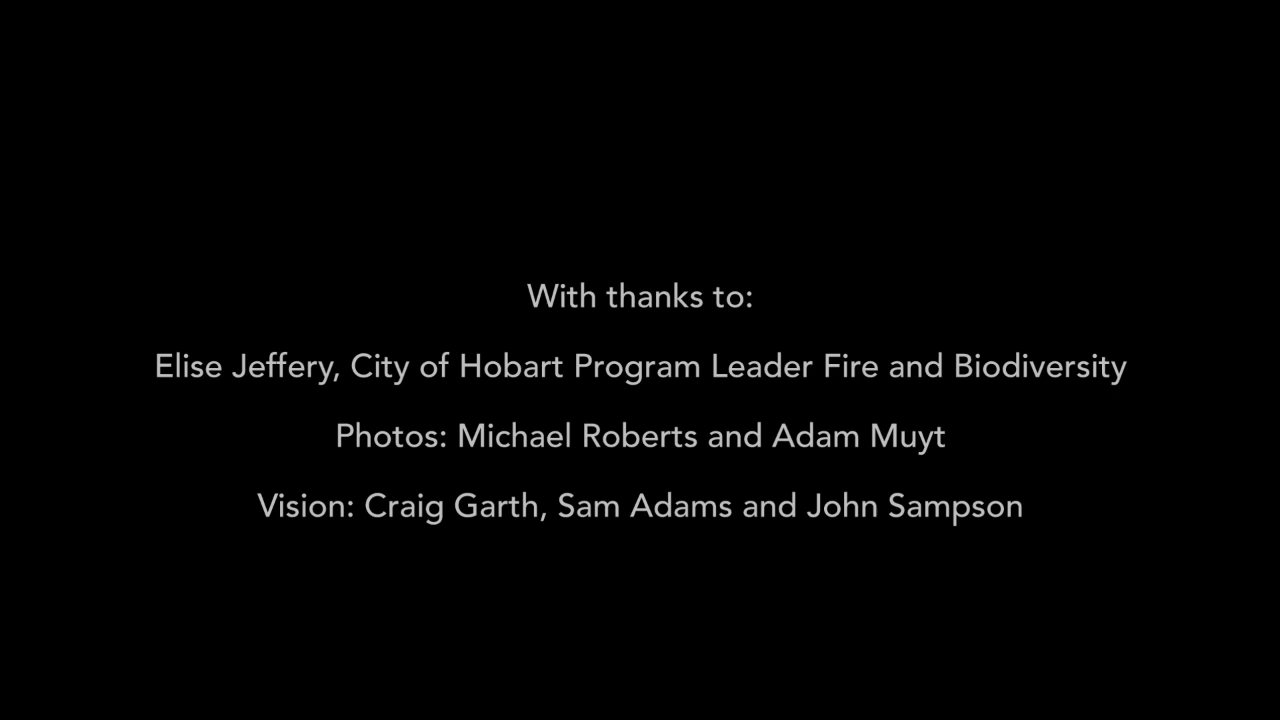 With thanks to:
Elise Jeffery, City of Hobart Program Leader Fire and Biodiversity
Photos: Michael Roberts and Adam Muyt
Vision: Craig Garth, Sam Adams and John Sampson